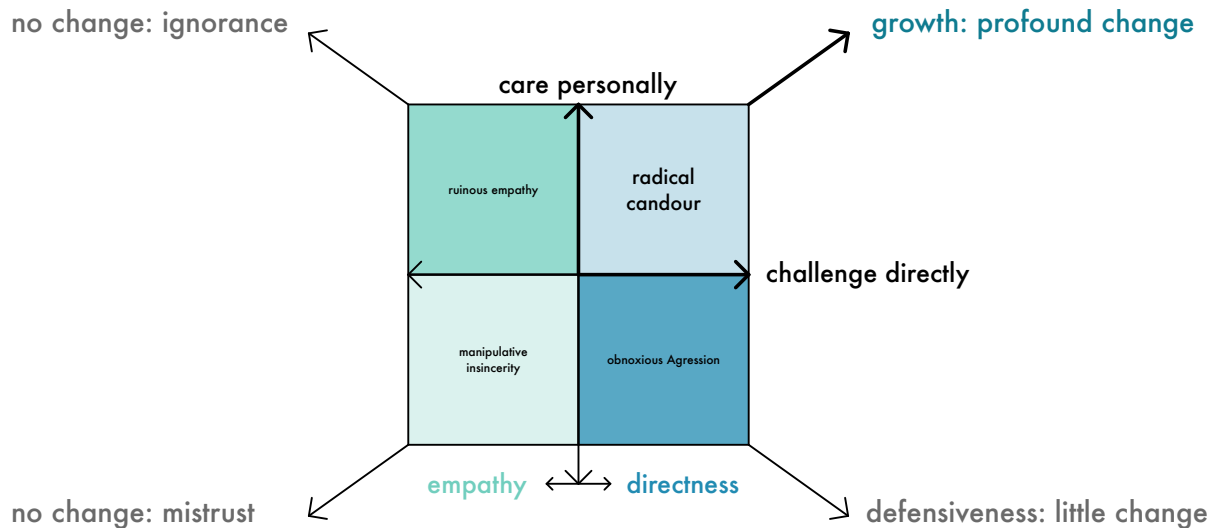 no change: ignorance
growth: profound change
care personally
ruinous empathy
radical
candour
challenge directly
manipulative
insincerity
obnoxious Agression
empathy
directness
no change: mistrust
defensiveness: little change